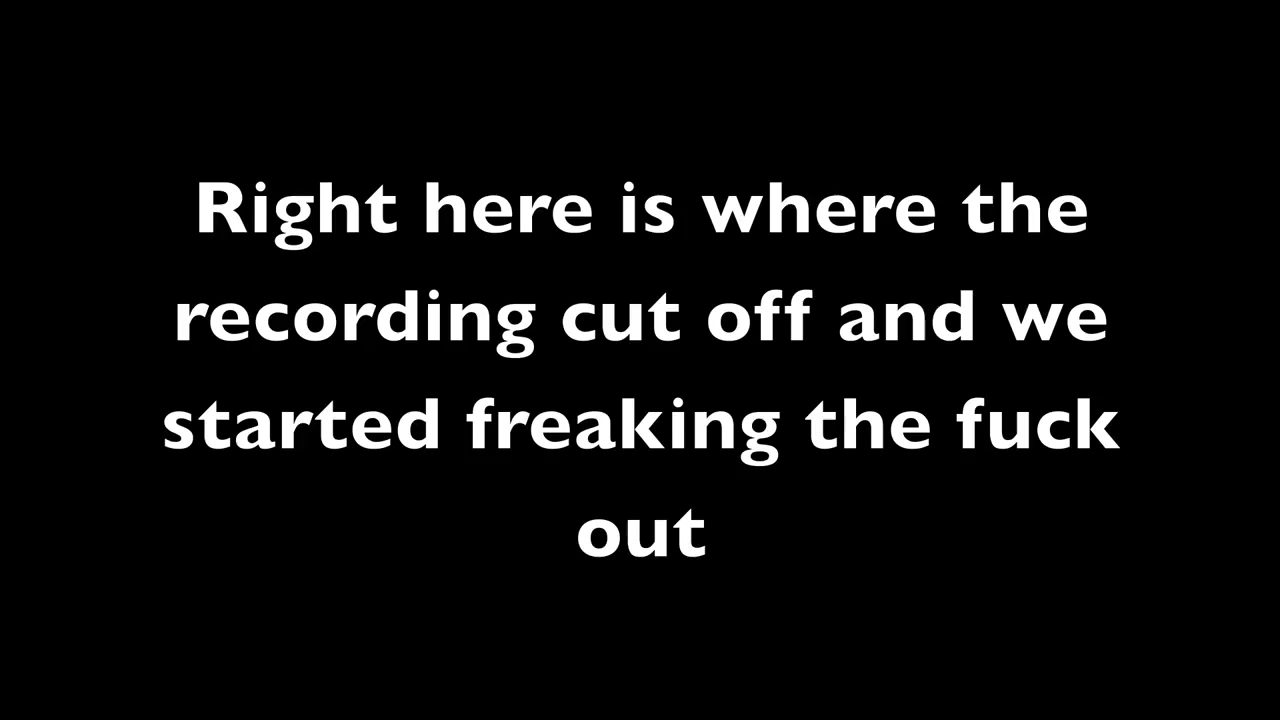 Right here is where the
recording cut off and we
started freaking the fuck
out